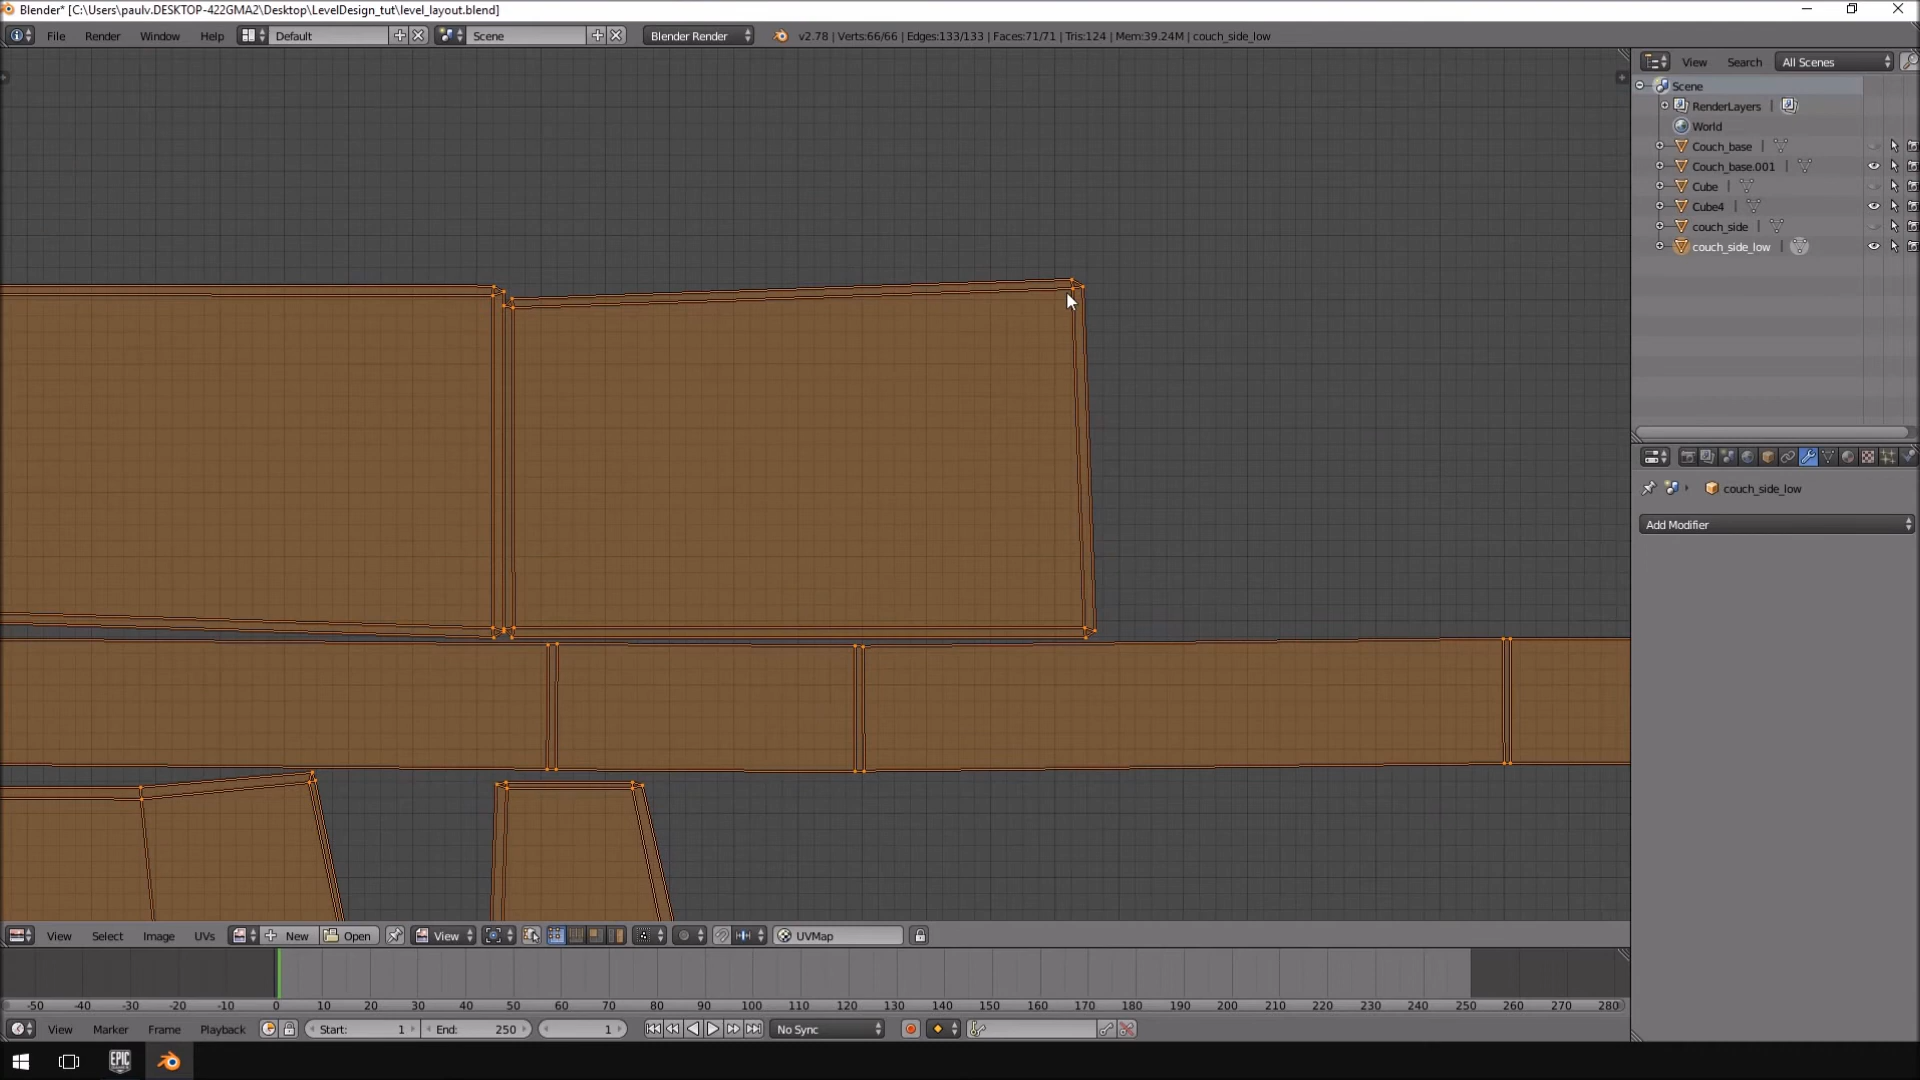 Blender* [C:\Users\paulv.DESKTOP-422GMA2\Desktop\LevelDesign_tut\level_layout.blend]
File Render Window Help Default Scene Blender Render v2.78 | Verts:66/66 | Edges:133/133 | Faces:71/71 | Tris:124 | Mem:39.24M | couch_side_low
View Search All Scenes
Scene
RenderLayers |
World
Couch_base |
Couch_base.001 |
Cube |
Cube4 |
couch_side |
couch_side_low |
couch_side_low
Add Modifier
View Select Image UVs New Open View UVMap
-50 -40 -30 -20 -10 0 10 20 30 40 50 60 70 80 90 100 110 120 130 140 150 160 170 180 190 200 210 220 230 240 250 260 270 280
View Marker Frame Playback Start: 1 End: 250 1 No Sync
EPIC